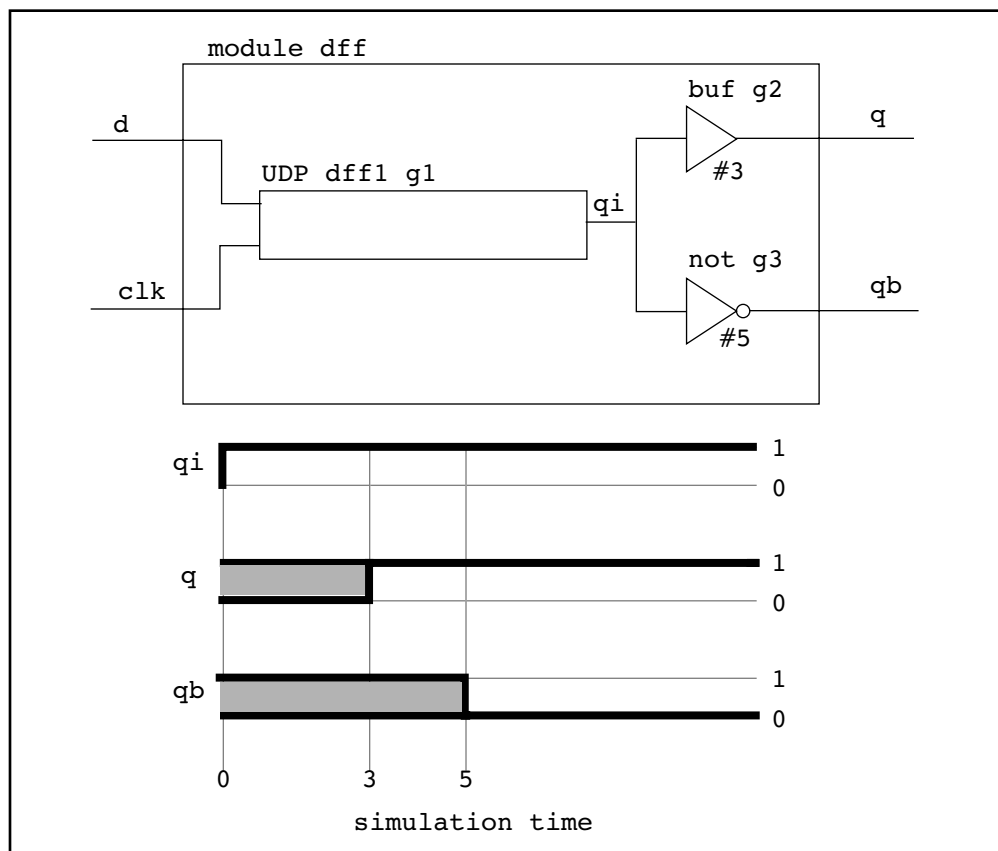 module dff
buf g2
d
q
#3
UDP dff1 g1
qi
clk
not g3
qb
#5
qi
1
0
q
1
0
qb
1
0
0 3 5
simulation time